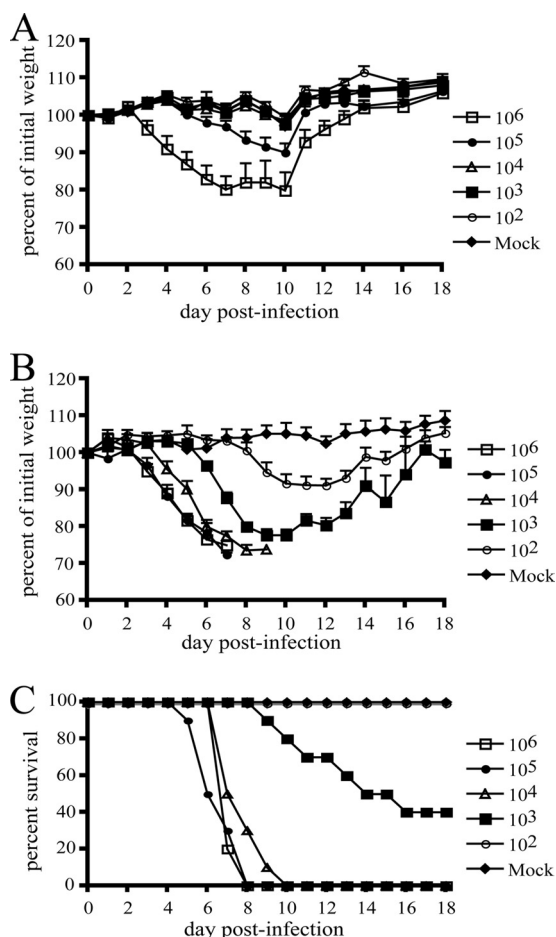 A
percent of initial weight
120
110
100
90
80
70
60
0 2 4 6 8 10 12 14 16 18
day post-infection
10⁶
10⁵
10⁴
10³
10²
Mock
B
percent of initial weight
120
110
100
90
80
70
60
0 2 4 6 8 10 12 14 16 18
day post-infection
10⁶
10⁵
10⁴
10³
10²
Mock
C
percent survival
100
80
60
40
20
0
0 2 4 6 8 10 12 14 16 18
day post-infection
10⁶
10⁵
10⁴
10³
10²
Mock